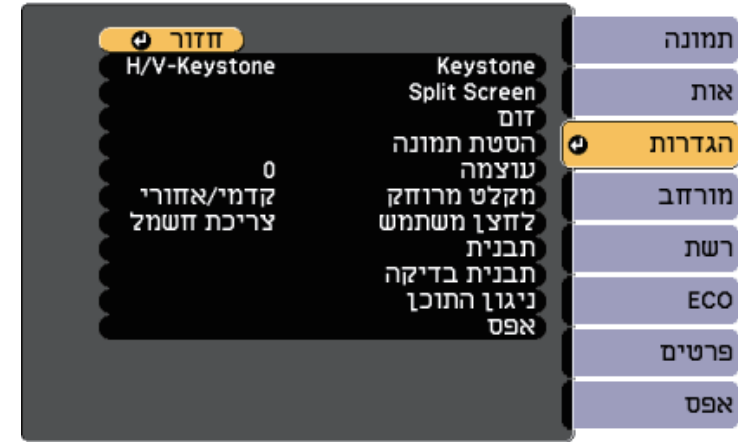 חזור
Keystone H/V-Keystone
Split Screen
זום
הסטת תמונה
עוצמה 0
מקלט מרוחק קדמי/אחורי
לחצן משתמש צריכת חשמל
תבנית
תבנית בדיקה
ניגון התוכן
אפס
תמונה
אות
הגדרות
מורחב
רשת
ECO
פרטים
אפס